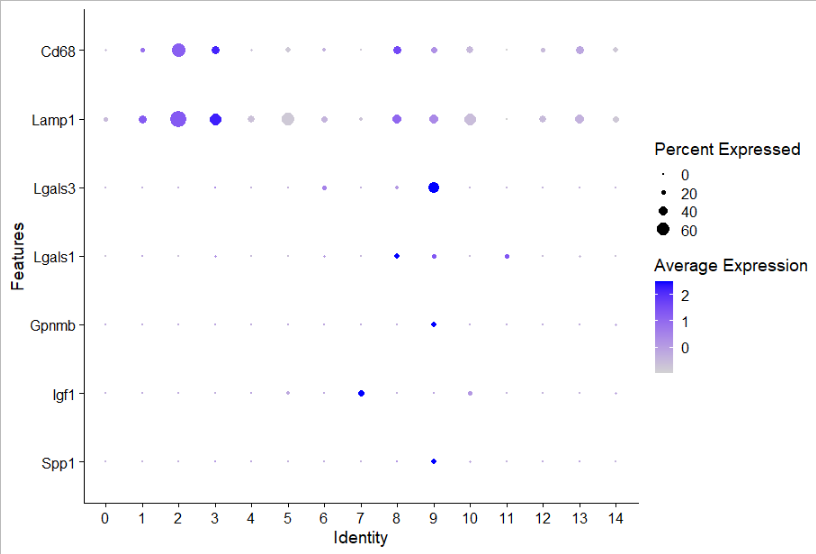 Cd68
Lamp1
Lgals3
Lgals1
Gpnmb
Igf1
Spp1
Features
0 1 2 3 4 5 6 7 8 9 10 11 12 13 14
Identity
Percent Expressed
0
20
40
60
Average Expression
2
1
0